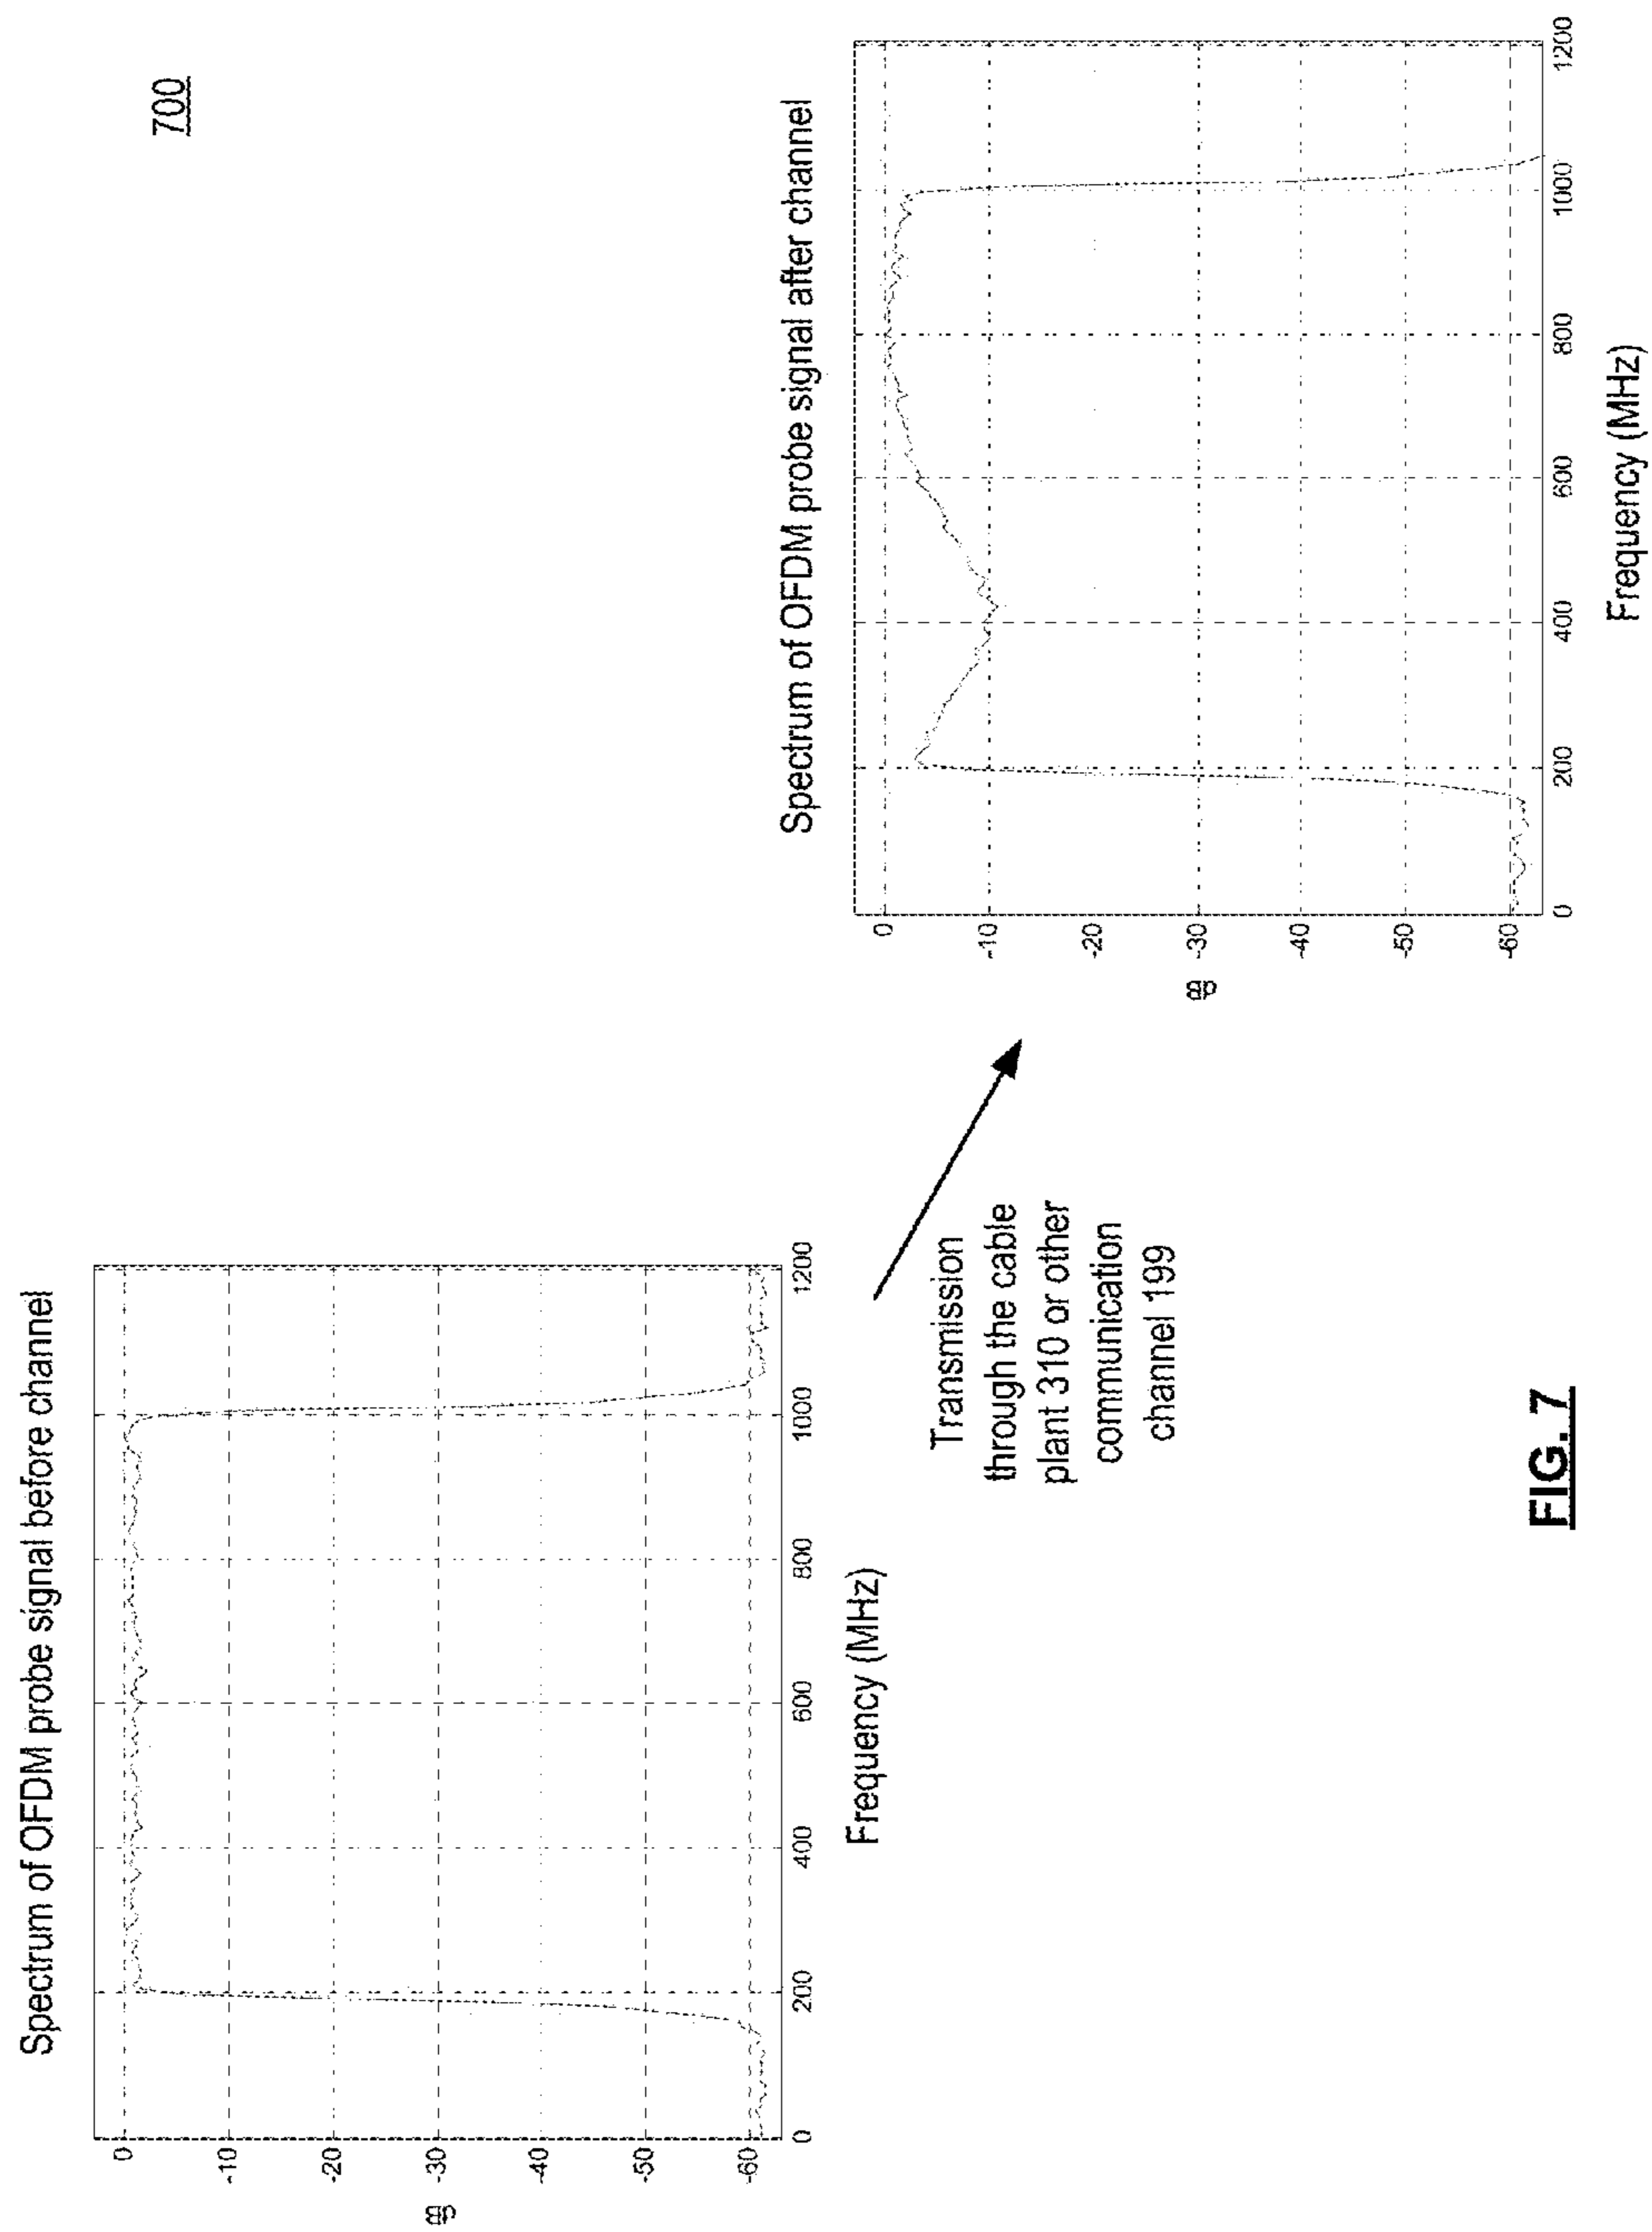 700
Spectrum of OFDM probe signal before channel
0
-10
-20
-30
-40
-50
-60
dB
0
200
400
600
800
1000
1200
Frequency (MHz)
Transmission
through the cable
plant 310 or other
communication
channel 199
Spectrum of OFDM probe signal after channel
0
-10
-20
-30
-40
-50
-60
dB
0
200
400
600
800
1000
1200
Frequency (MHz)
FIG. 7